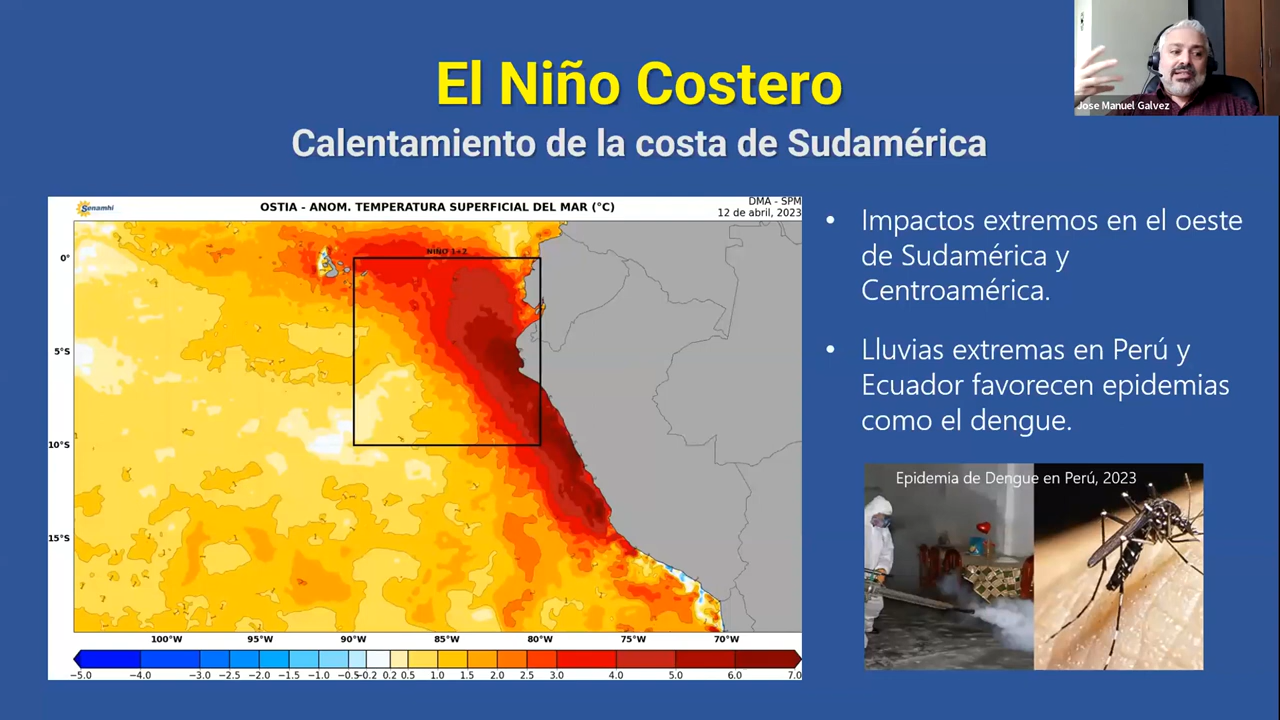 Jose Manuel Galvez
El Niño Costero
Calentamiento de la costa de Sudamérica
Senamhi
OSTIA - ANOM. TEMPERATURA SUPERFICIAL DEL MAR (°C)
DMA - SPM
12 de abril, 2023
NIÑO 1+2
0°
5°S
10°S
15°S
100°W 95°W 90°W 85°W 80°W 75°W 70°W
−5.0 −4.0 −3.0 −2.5 −2.0 −1.5 −1.0 −0.5 −0.2 0.2 0.5 1.0 1.5 2.0 2.5 3.0 4.0 5.0 6.0 7.0
• Impactos extremos en el oeste
de Sudamérica y
Centroamérica.
• Lluvias extremas en Perú y
Ecuador favorecen epidemias
como el dengue.
Epidemia de Dengue en Perú, 2023